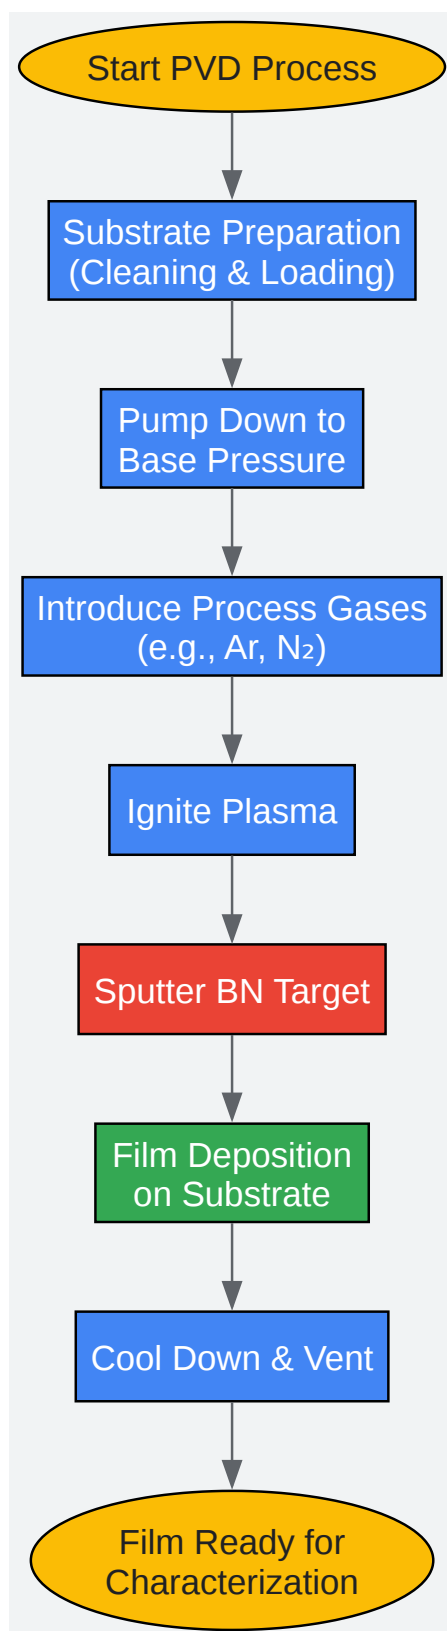 Start PVD Process
Substrate Preparation
(Cleaning & Loading)
Pump Down to
Base Pressure
Introduce Process Gases
(e.g., Ar, N₂)
Ignite Plasma
Sputter BN Target
Film Deposition
on Substrate
Cool Down & Vent
Film Ready for
Characterization